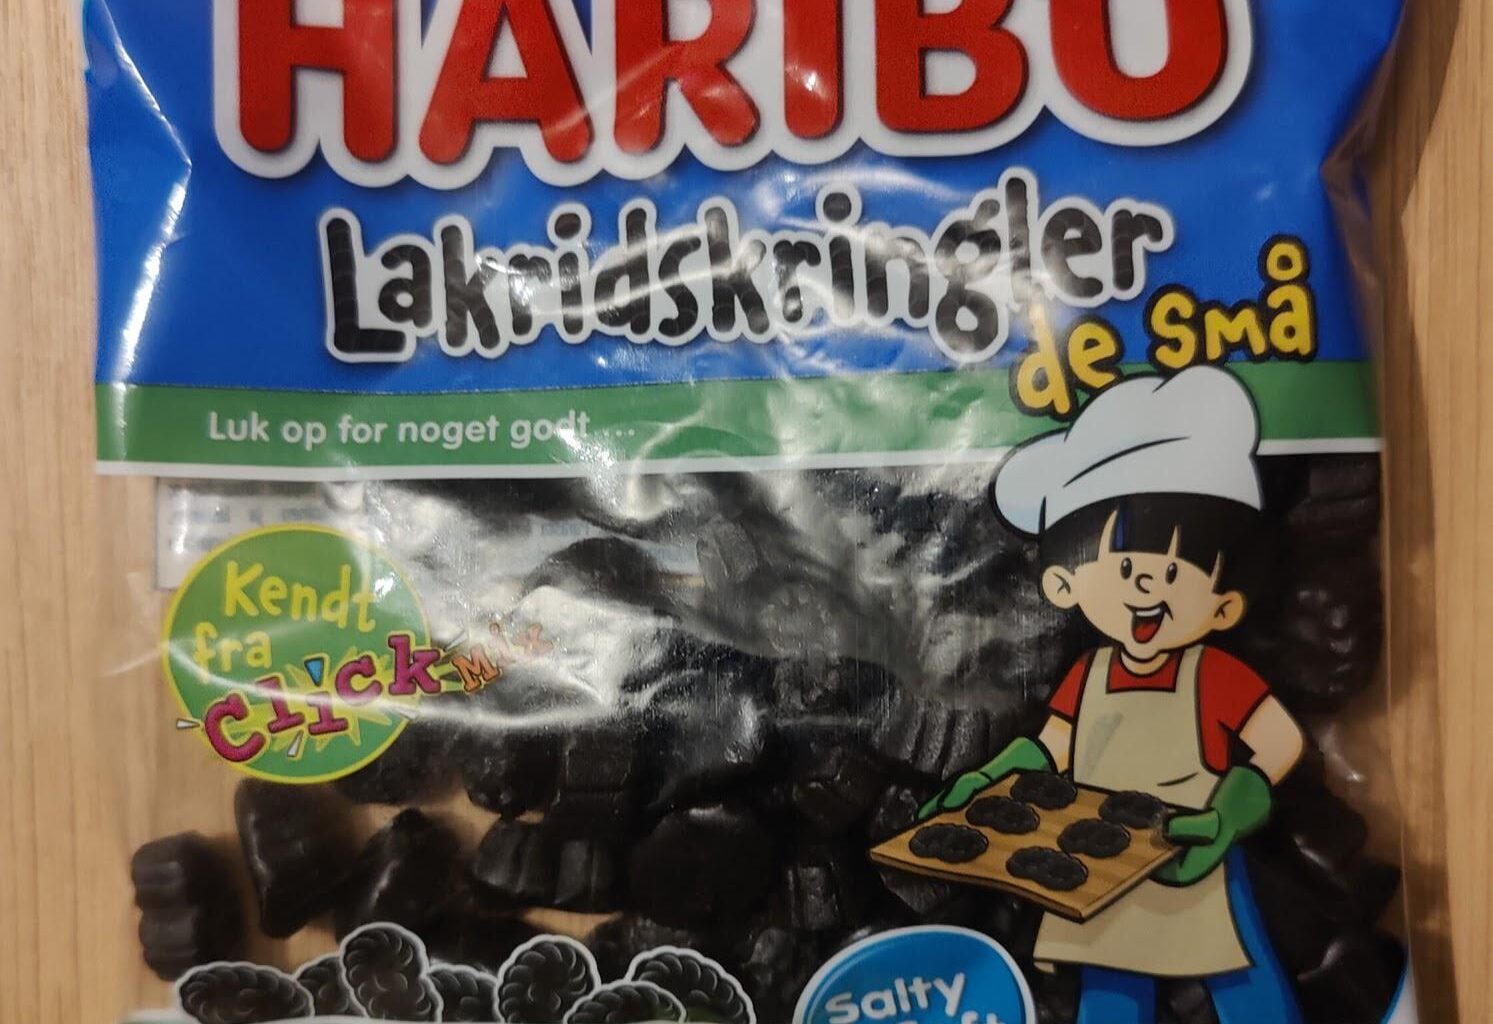 HARIBO
Lakridskringler
de små
Luk op for noget godt...
Kendt
fra
click mix
Salty